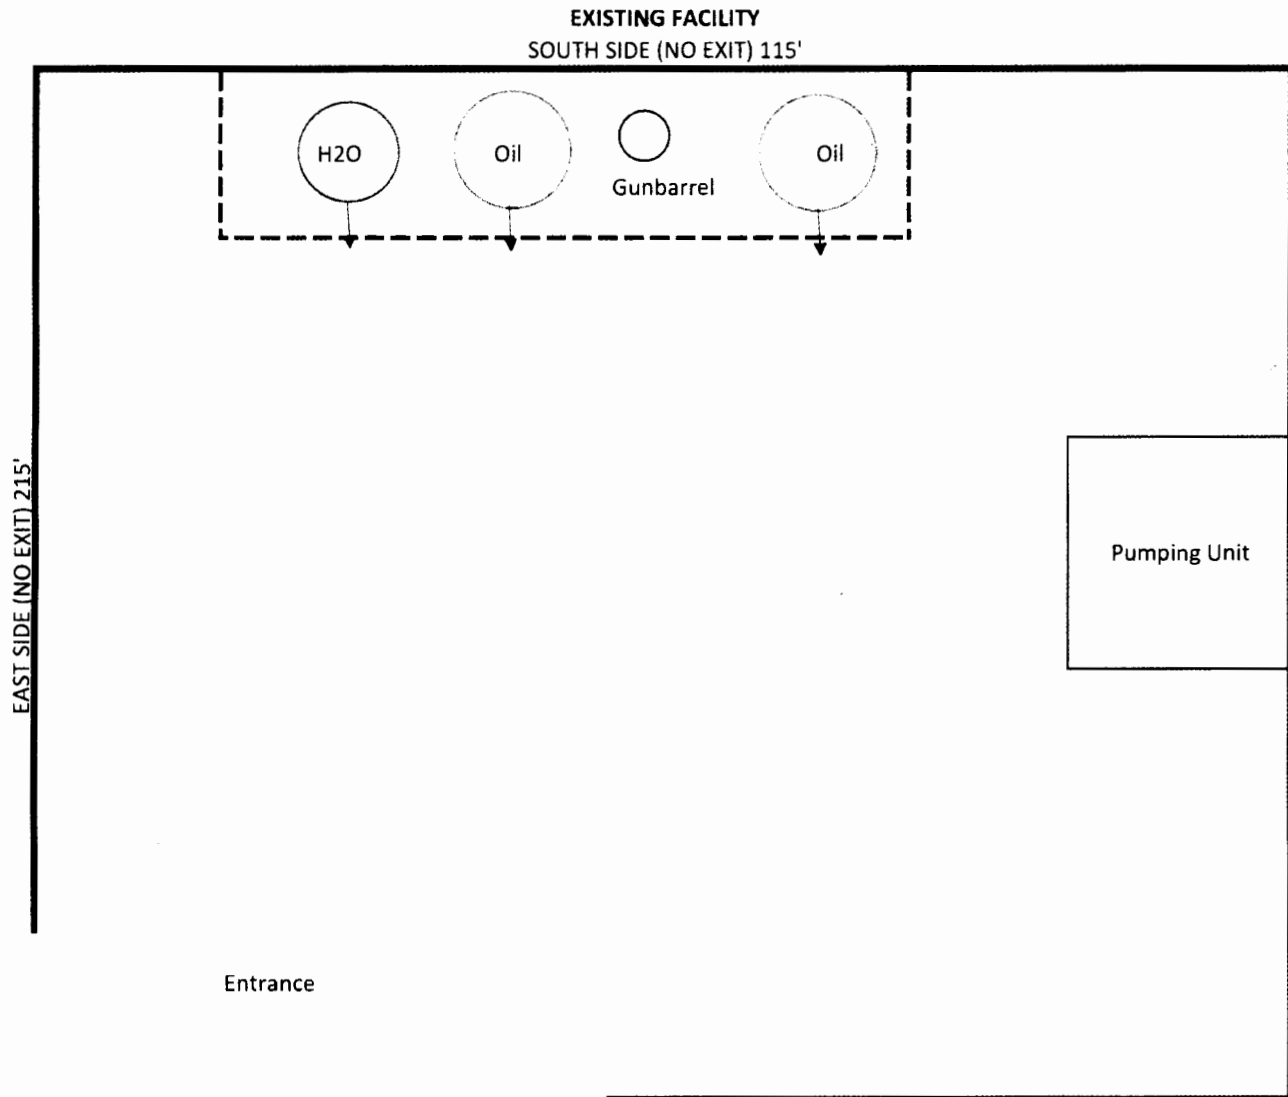 EXISTING FACILITY
SOUTH SIDE (NO EXIT) 115'
H2O
Oil
Oil
Gunbarrel
EAST SIDE (NO EXIT) 215'
Pumping Unit
Entrance